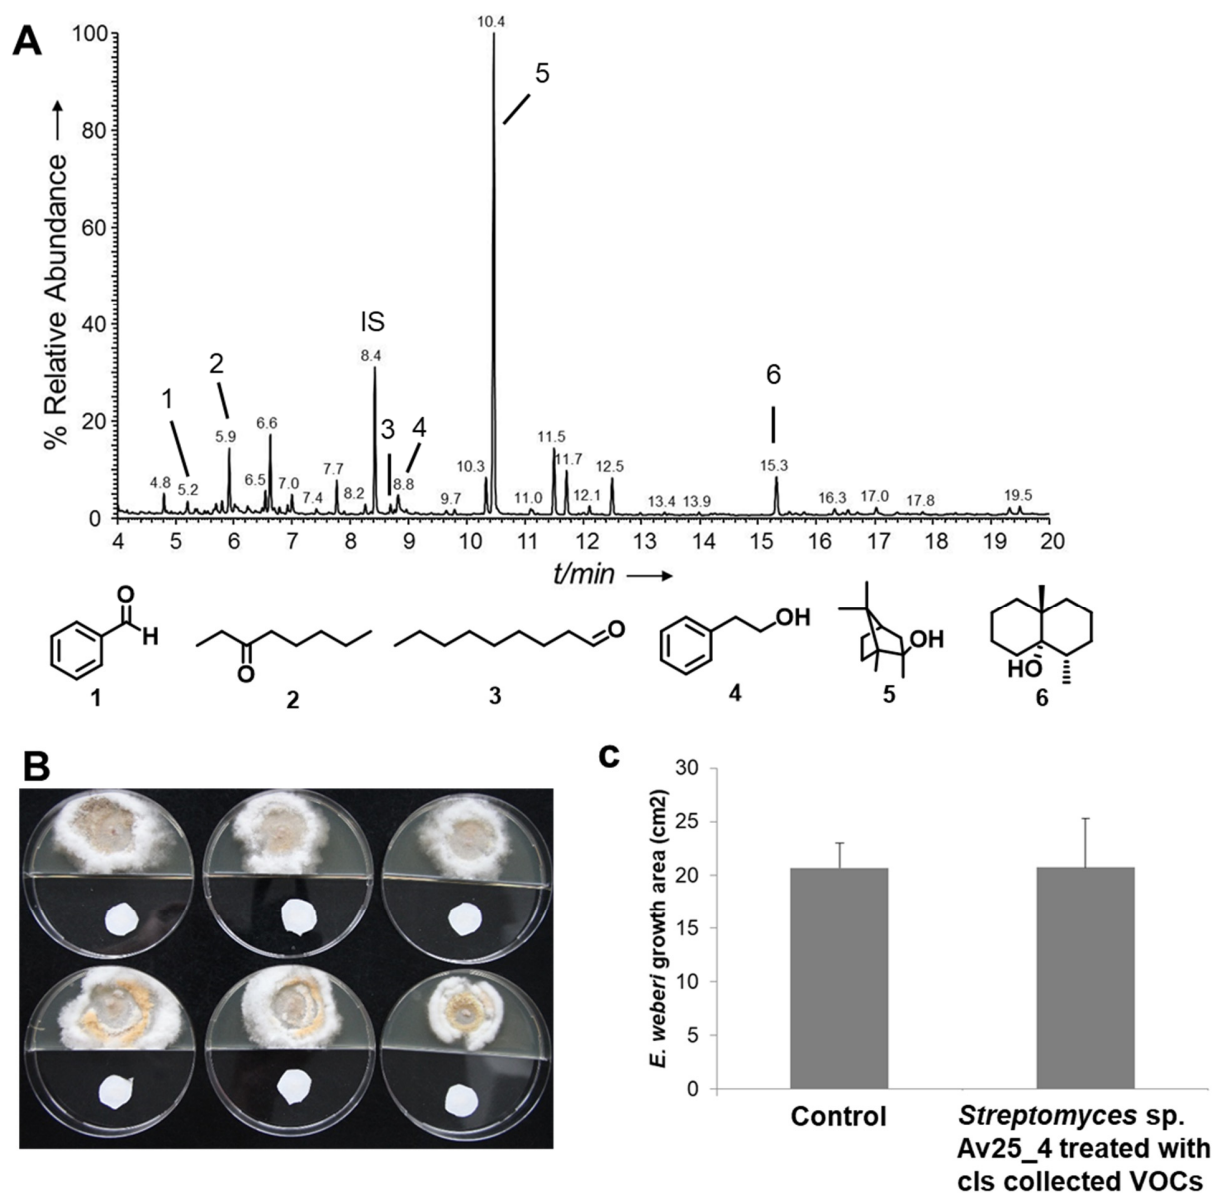 A
100
80
60
40
20
0
% Relative Abundance
10.4
5
IS
8.4
2
1
3
4
6
4.8
5.2
5.9
6.5
6.6
7.0
7.4
7.7
8.2
8.8
9.7
10.3
11.0
11.5
11.7
12.1
12.5
13.4
13.9
15.3
16.3
17.0
17.8
19.5
4 5 6 7 8 9 10 11 12 13 14 15 16 17 18 19 20
t/min
O
H
1
O
2
O
3
OH
4
OH
5
HO
6
B
c
30
25
20
15
10
5
0
E. weberi growth area (cm2)
Control
Streptomyces sp.
Av25_4 treated with
cls collected VOCs